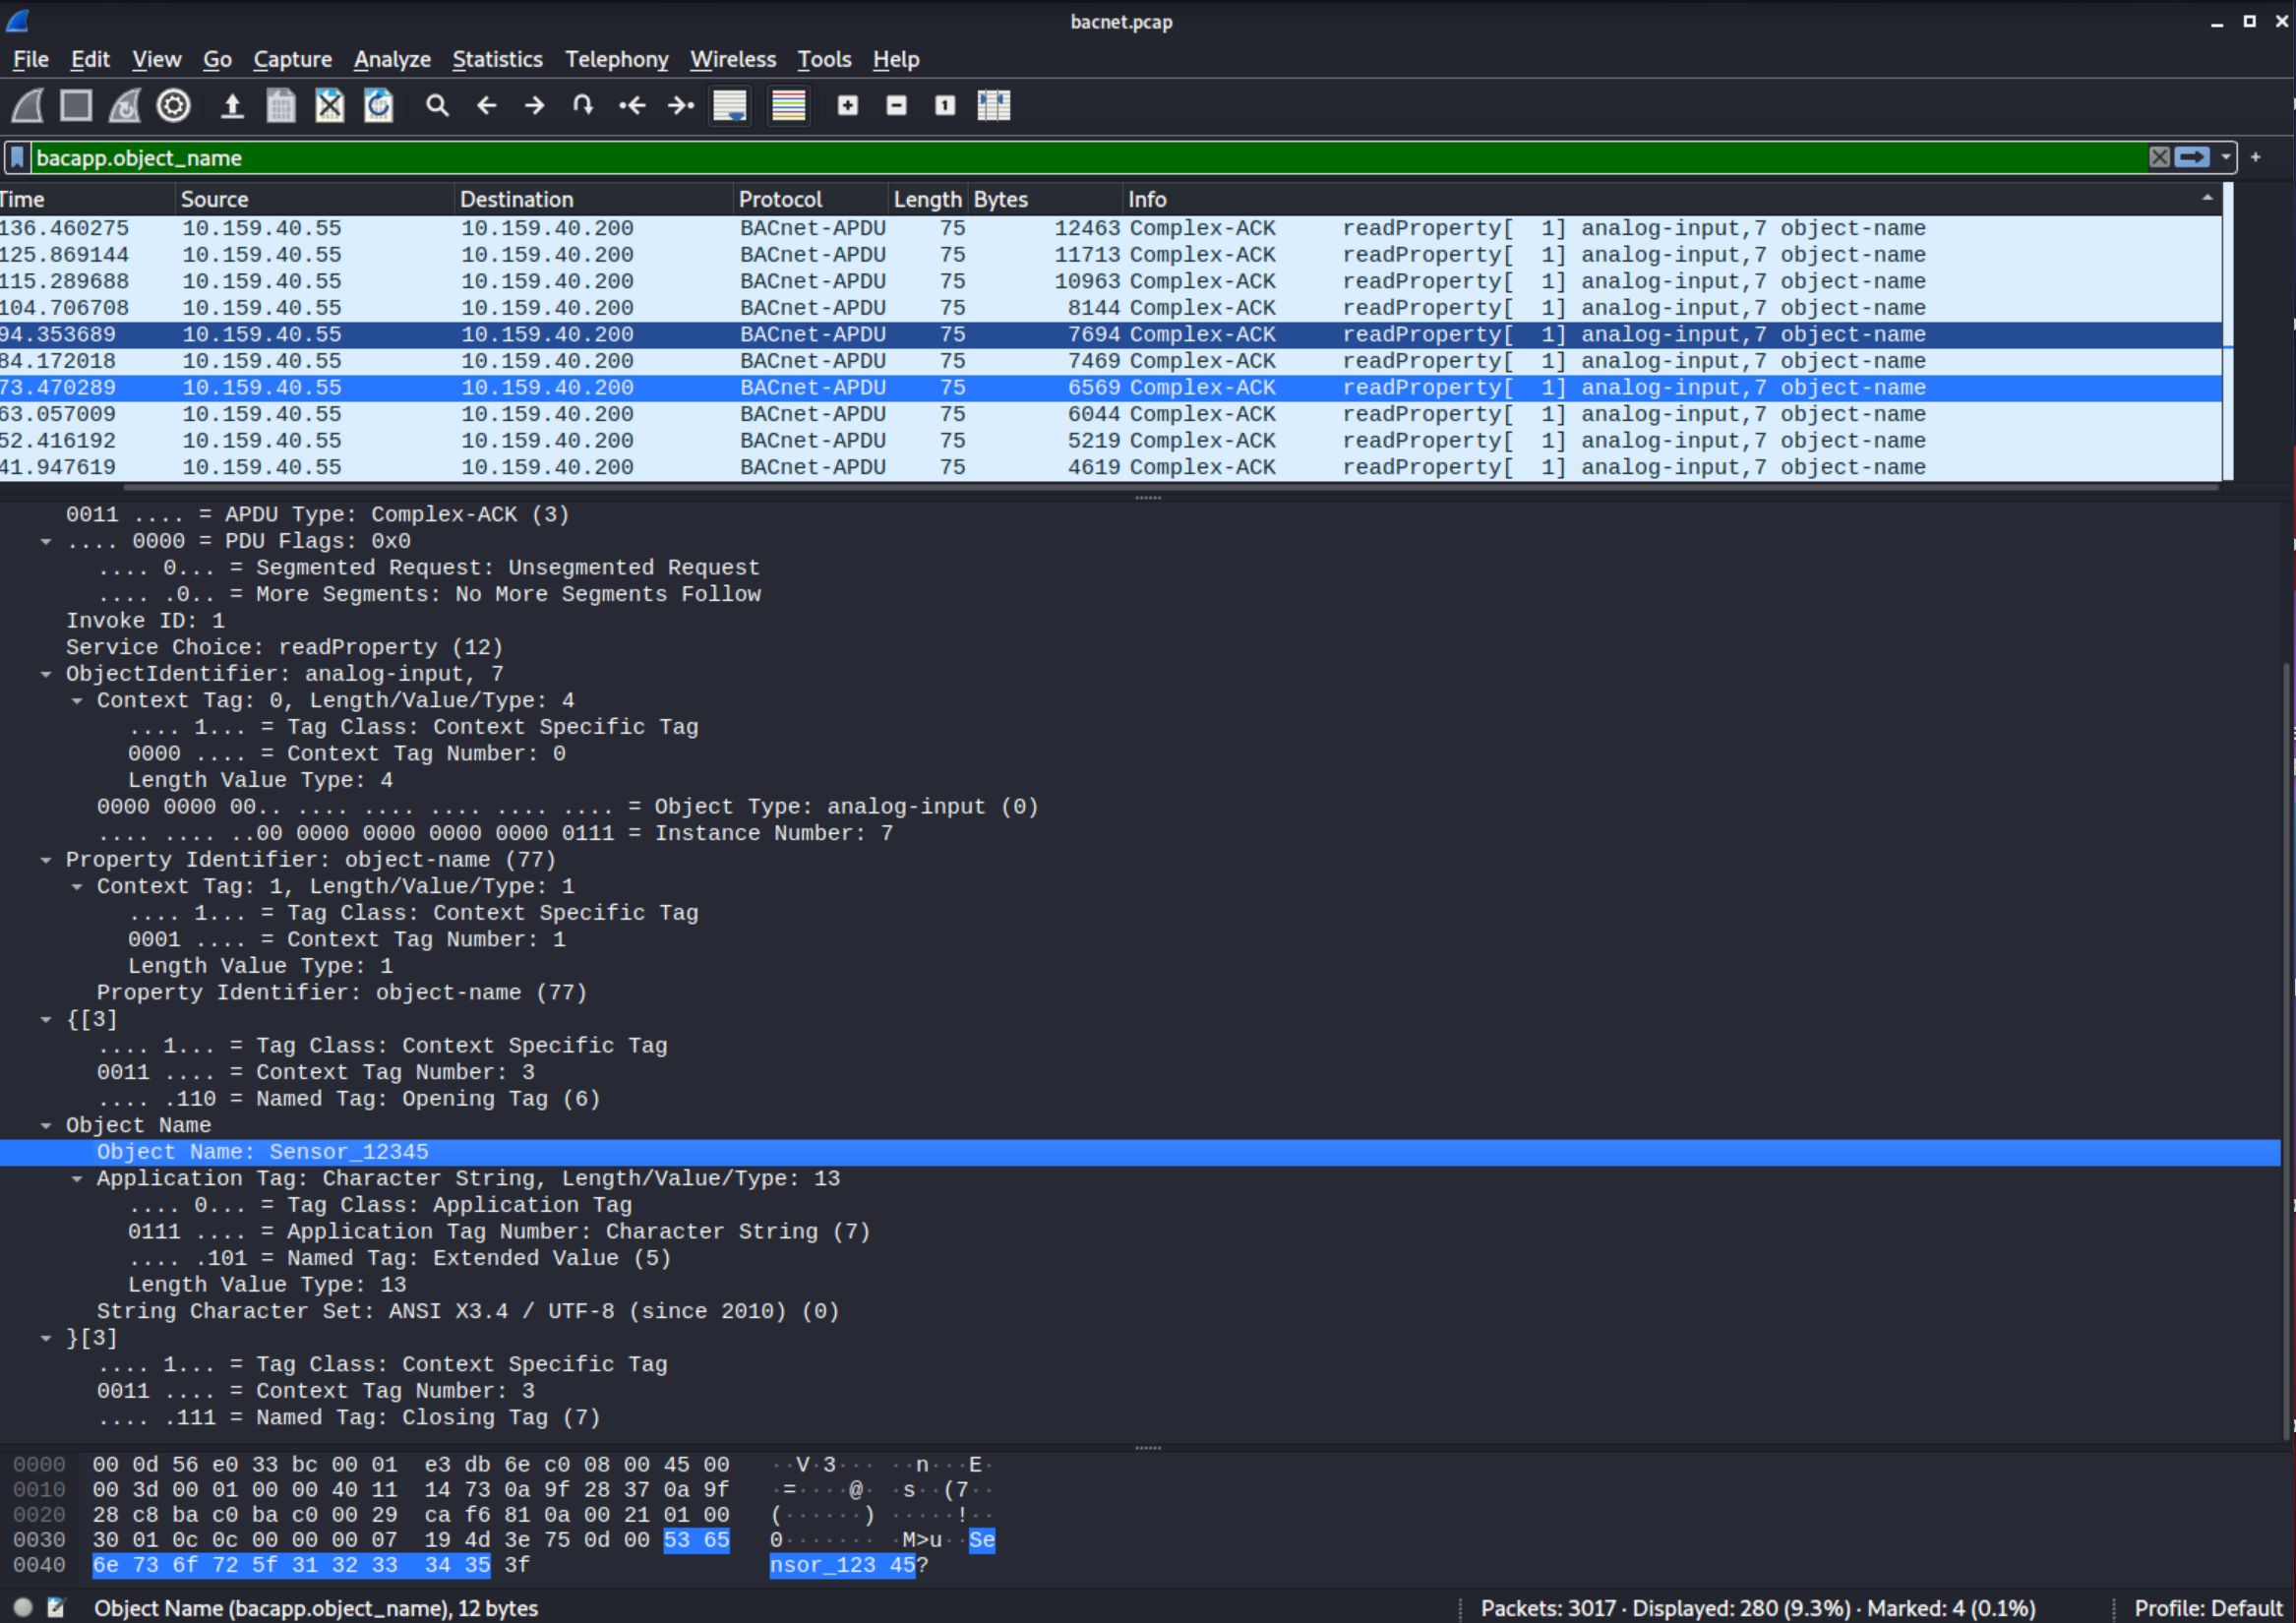 bacnet.pcap
File Edit View Go Capture Analyze Statistics Telephony Wireless Tools Help
bacapp.object_name
Time Source Destination Protocol Length Bytes Info
136.460275 10.159.40.55 10.159.40.200 BACnet-APDU 75 12463 Complex-ACK readProperty[ 1] analog-input,7 object-name
125.869144 10.159.40.55 10.159.40.200 BACnet-APDU 75 11713 Complex-ACK readProperty[ 1] analog-input,7 object-name
115.289688 10.159.40.55 10.159.40.200 BACnet-APDU 75 10963 Complex-ACK readProperty[ 1] analog-input,7 object-name
104.706708 10.159.40.55 10.159.40.200 BACnet-APDU 75 8144 Complex-ACK readProperty[ 1] analog-input,7 object-name
94.353689 10.159.40.55 10.159.40.200 BACnet-APDU 75 7694 Complex-ACK readProperty[ 1] analog-input,7 object-name
84.172018 10.159.40.55 10.159.40.200 BACnet-APDU 75 7469 Complex-ACK readProperty[ 1] analog-input,7 object-name
73.470289 10.159.40.55 10.159.40.200 BACnet-APDU 75 6569 Complex-ACK readProperty[ 1] analog-input,7 object-name
63.057009 10.159.40.55 10.159.40.200 BACnet-APDU 75 6044 Complex-ACK readProperty[ 1] analog-input,7 object-name
52.416192 10.159.40.55 10.159.40.200 BACnet-APDU 75 5219 Complex-ACK readProperty[ 1] analog-input,7 object-name
41.947619 10.159.40.55 10.159.40.200 BACnet-APDU 75 4619 Complex-ACK readProperty[ 1] analog-input,7 object-name
0011 .... = APDU Type: Complex-ACK (3)
.... 0000 = PDU Flags: 0x0
.... 0... = Segmented Request: Unsegmented Request
.... .0.. = More Segments: No More Segments Follow
Invoke ID: 1
Service Choice: readProperty (12)
ObjectIdentifier: analog-input, 7
Context Tag: 0, Length/Value/Type: 4
.... 1... = Tag Class: Context Specific Tag
0000 .... = Context Tag Number: 0
Length Value Type: 4
0000 0000 00.. .... .... .... .... .... = Object Type: analog-input (0)
.... .... ..00 0000 0000 0000 0000 0111 = Instance Number: 7
Property Identifier: object-name (77)
Context Tag: 1, Length/Value/Type: 1
.... 1... = Tag Class: Context Specific Tag
0001 .... = Context Tag Number: 1
Length Value Type: 1
Property Identifier: object-name (77)
{[3]
.... 1... = Tag Class: Context Specific Tag
0011 .... = Context Tag Number: 3
.... .110 = Named Tag: Opening Tag (6)
Object Name
Object Name: Sensor_12345
Application Tag: Character String, Length/Value/Type: 13
.... 0... = Tag Class: Application Tag
0111 .... = Application Tag Number: Character String (7)
.... .101 = Named Tag: Extended Value (5)
Length Value Type: 13
String Character Set: ANSI X3.4 / UTF-8 (since 2010) (0)
}[3]
.... 1... = Tag Class: Context Specific Tag
0011 .... = Context Tag Number: 3
.... .111 = Named Tag: Closing Tag (7)
0000 00 0d 56 e0 33 bc 00 01 e3 db 6e c0 08 00 45 00 ··V·3··· ··n···E·
0010 00 3d 00 01 00 00 40 11 14 73 0a 9f 28 37 0a 9f ·=····@· ·s··(7··
0020 28 c8 ba c0 ba c0 00 29 ca f6 81 0a 00 21 01 00 (······) ·····!··
0030 30 01 0c 0c 00 00 00 07 19 4d 3e 75 0d 00 53 65 0······· ·M>u··Se
0040 6e 73 6f 72 5f 31 32 33 34 35 3f nsor_123 45?
Object Name (bacapp.object_name), 12 bytes Packets: 3017 · Displayed: 280 (9.3%) · Marked: 4 (0.1%) Profile: Default